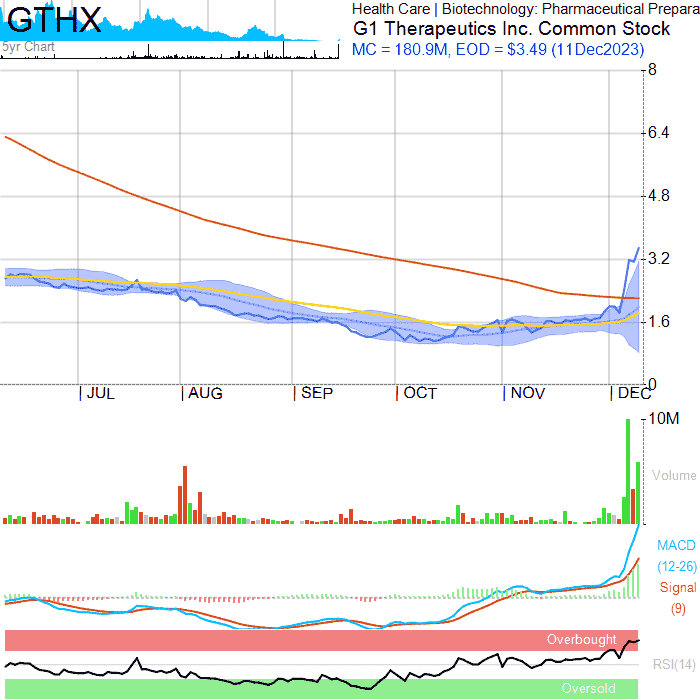 GTHX
Health Care | Biotechnology: Pharmaceutical Prepara
G1 Therapeutics Inc. Common Stock
5yr Chart
MC = 180.9M, EOD = $3.49 (11Dec2023)
8
6.4
4.8
3.2
1.6
0
JUL AUG SEP OCT NOV DEC
10M
Volume
MACD
(12-26)
Signal
(9)
Overbought
RSI(14)
Oversold